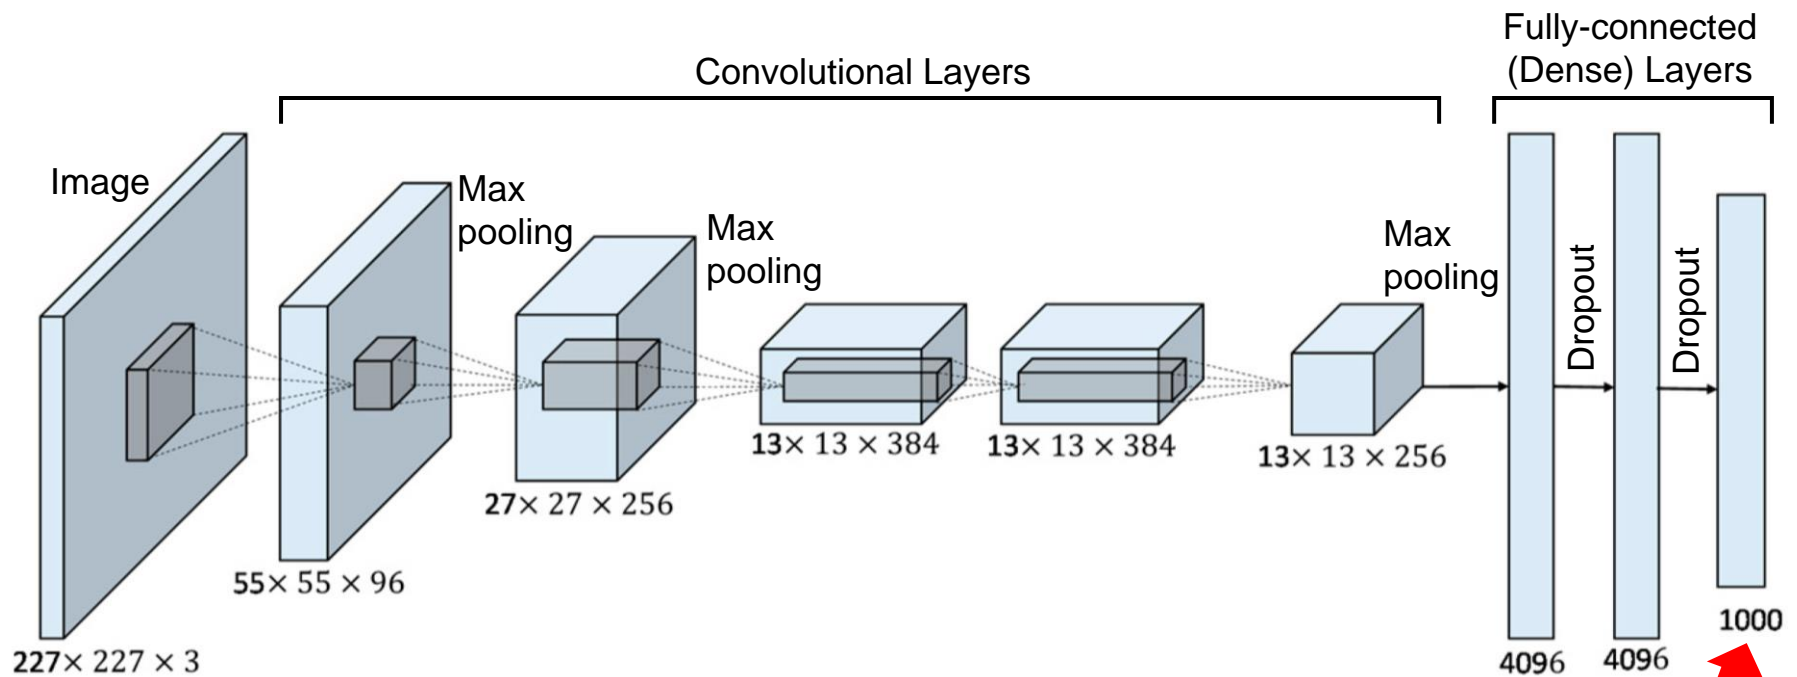 Fully-connected
(Dense) Layers
Convolutional Layers
Image
Max
pooling
Max
pooling
Max
pooling
Dropout
Dropout
13× 13 × 384
13× 13 × 384
13× 13 × 256
27× 27 × 256
55× 55 × 96
227× 227 × 3
4096
4096
1000